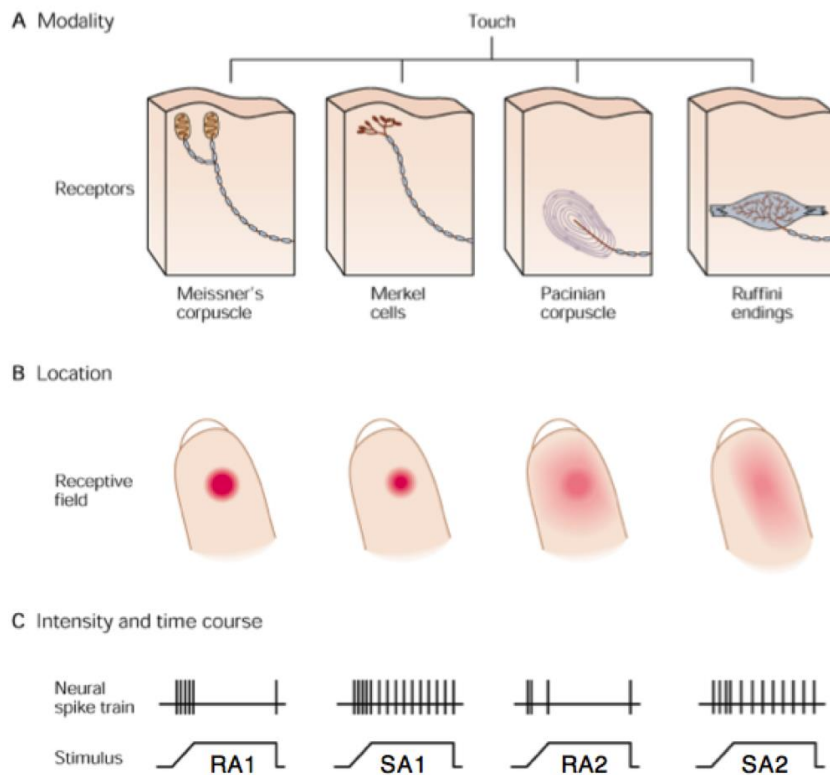 A Modality
Touch
Receptors
Meissner's
corpuscle
Merkel
cells
Pacinian
corpuscle
Ruffini
endings
B Location
Receptive
field
C Intensity and time course
Neural
spike train
Stimulus
RA1
SA1
RA2
SA2